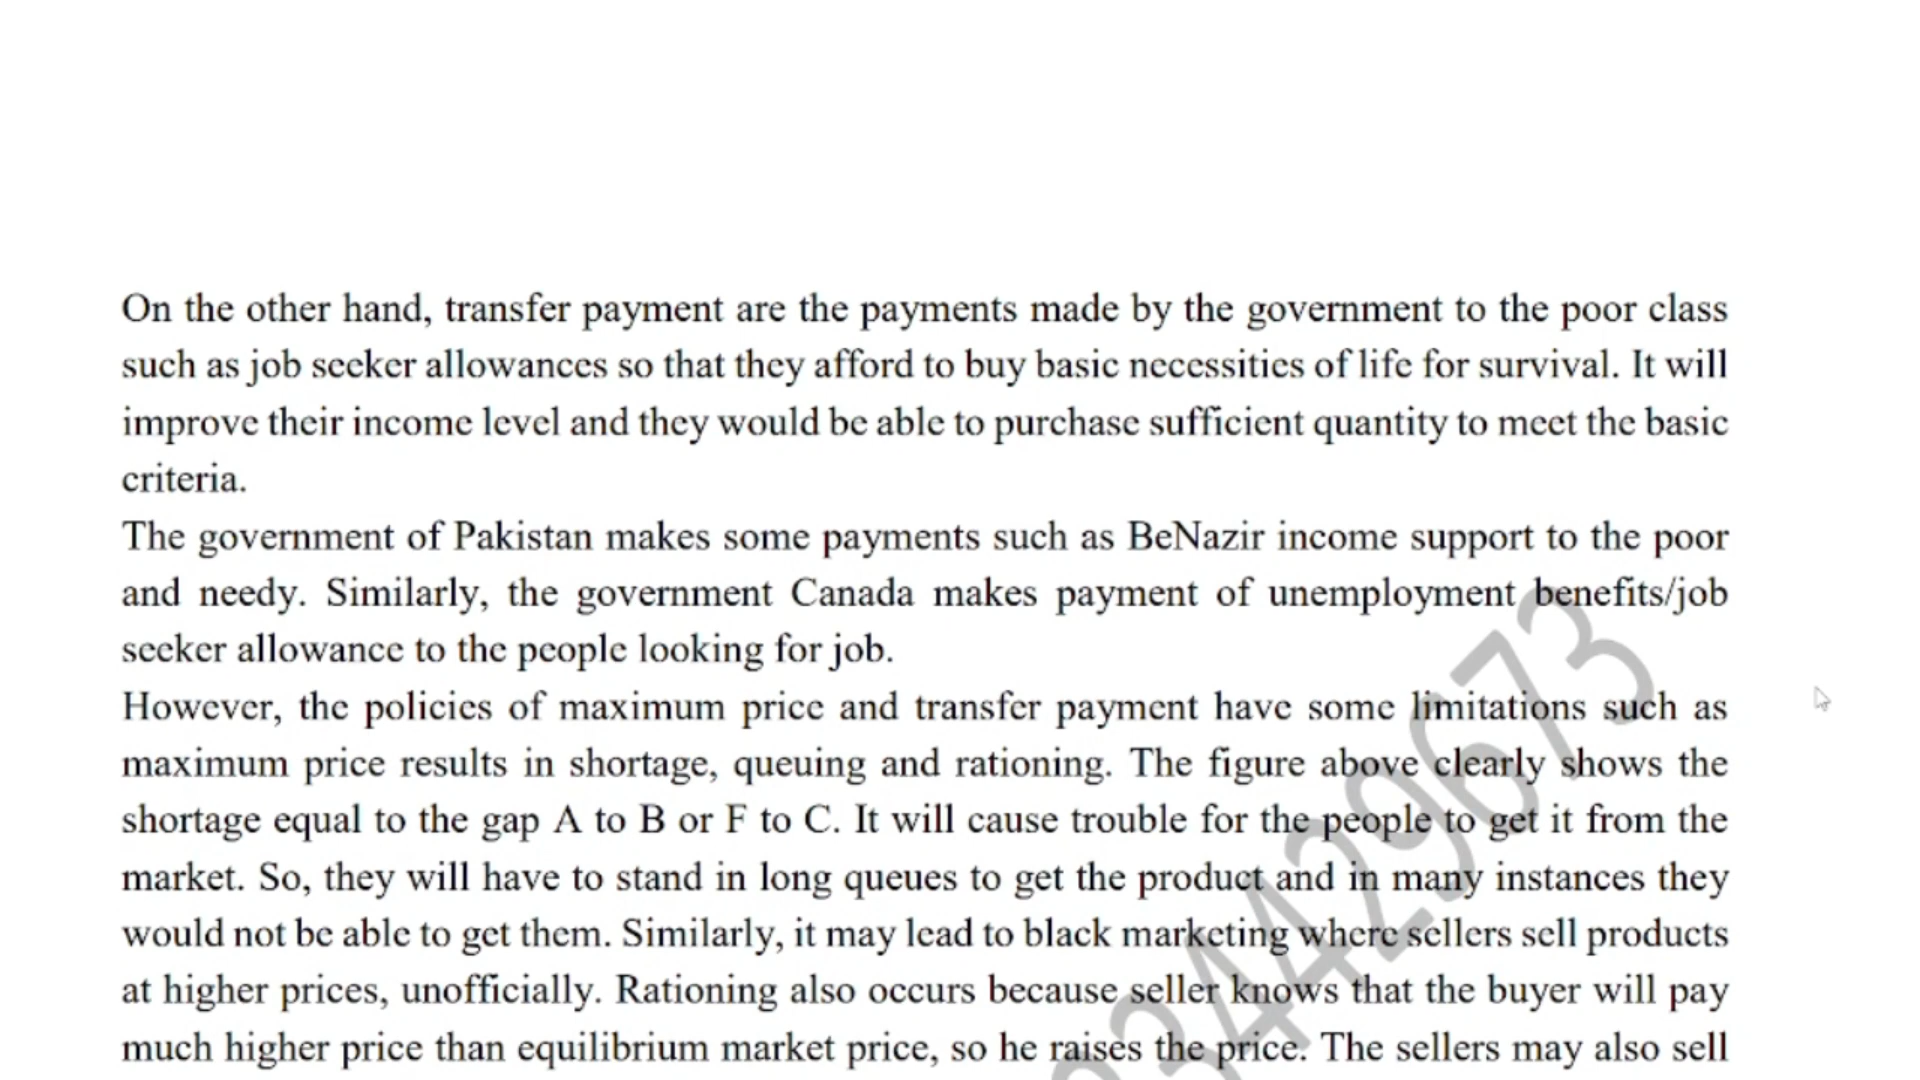 On the other hand, transfer payment are the payments made by the government to the poor class
such as job seeker allowances so that they afford to buy basic necessities of life for survival. It will
improve their income level and they would be able to purchase sufficient quantity to meet the basic
criteria.
The government of Pakistan makes some payments such as BeNazir income support to the poor
and needy. Similarly, the government Canada makes payment of unemployment benefits/job
seeker allowance to the people looking for job.
However, the policies of maximum price and transfer payment have some limitations such as
maximum price results in shortage, queuing and rationing. The figure above clearly shows the
shortage equal to the gap A to B or F to C. It will cause trouble for the people to get it from the
market. So, they will have to stand in long queues to get the product and in many instances they
would not be able to get them. Similarly, it may lead to black marketing where sellers sell products
at higher prices, unofficially. Rationing also occurs because seller knows that the buyer will pay
much higher price than equilibrium market price, so he raises the price. The sellers may also sell